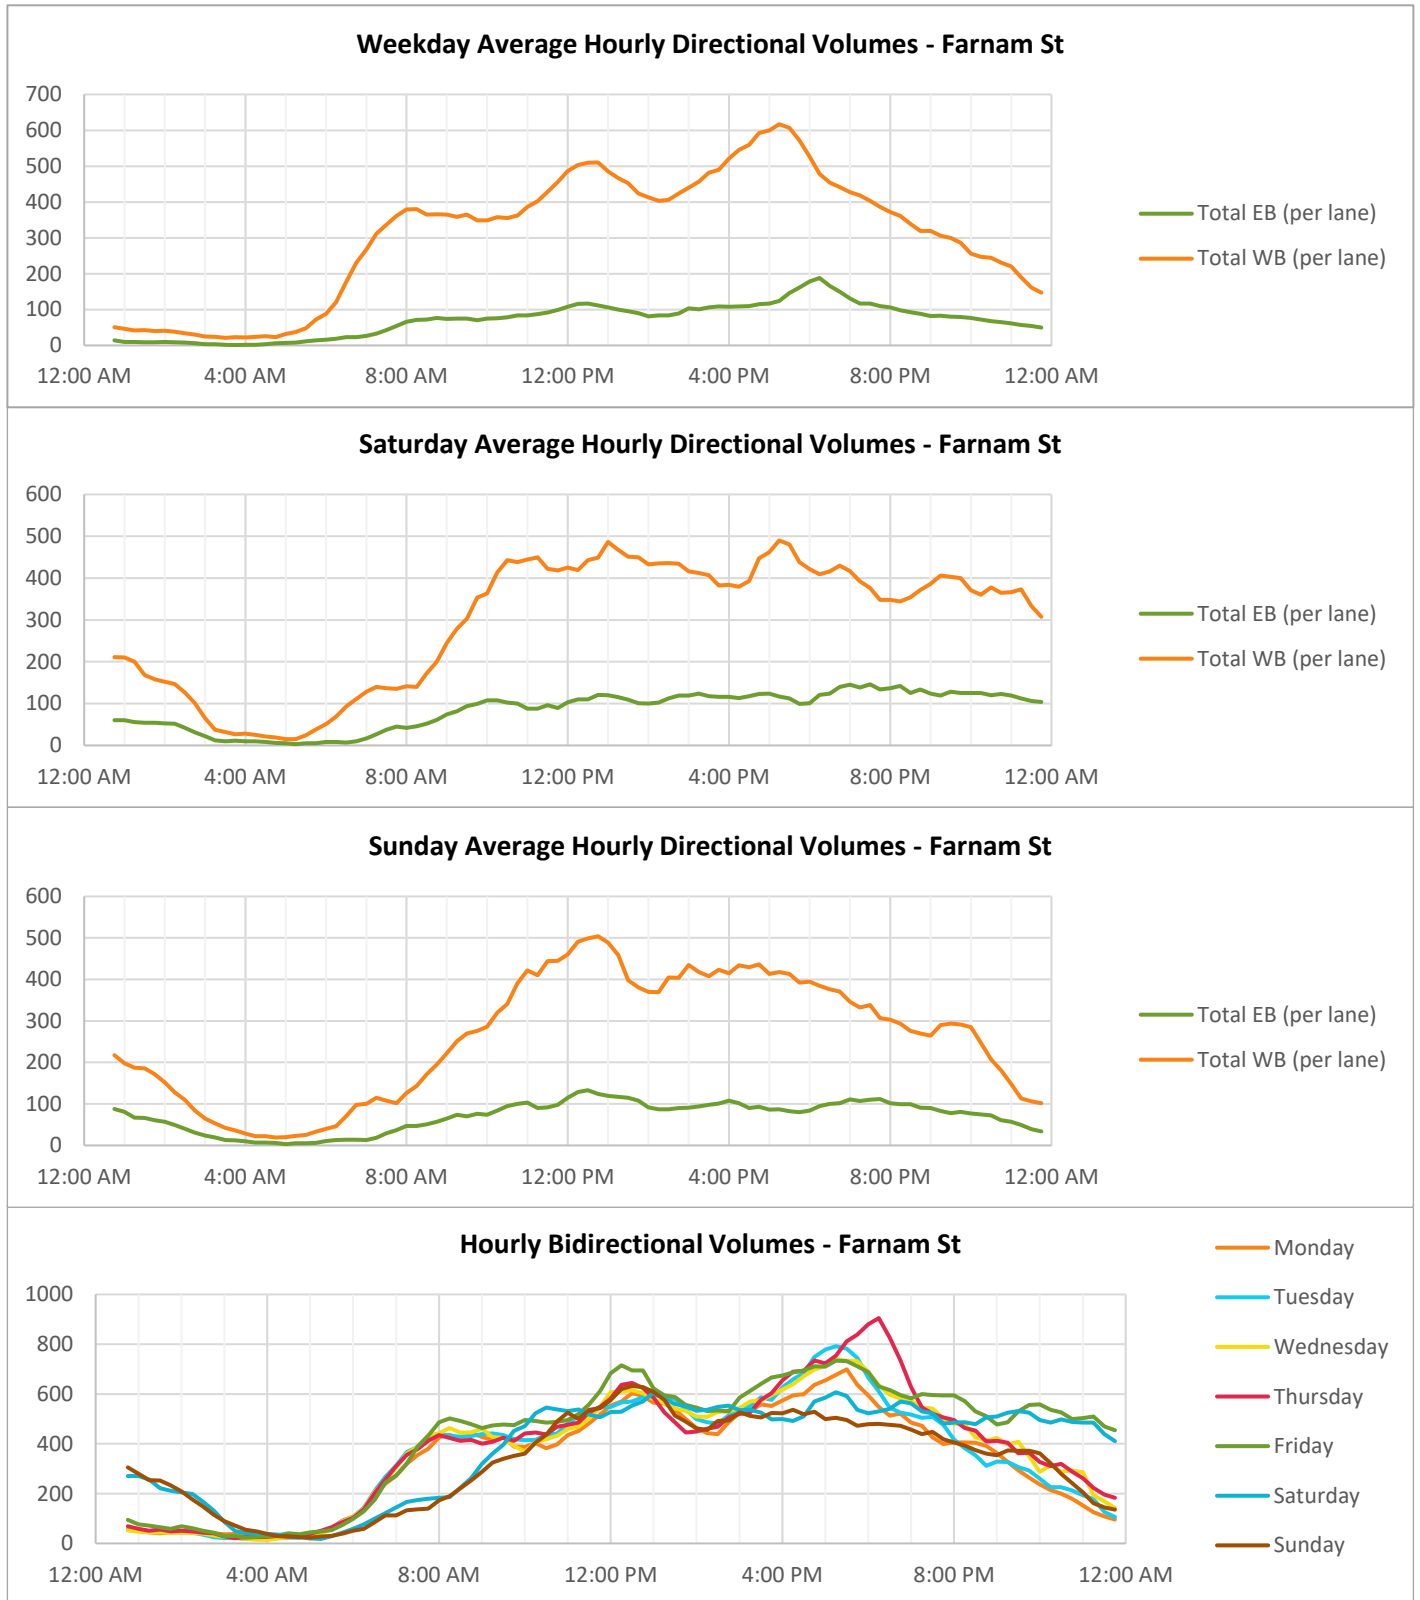 Weekday Average Hourly Directional Volumes - Farnam St
700
600
500
400
300
200
100
0
12:00 AM 4:00 AM 8:00 AM 12:00 PM 4:00 PM 8:00 PM 12:00 AM
Total EB (per lane)
Total WB (per lane)
Saturday Average Hourly Directional Volumes - Farnam St
600
500
400
300
200
100
0
12:00 AM 4:00 AM 8:00 AM 12:00 PM 4:00 PM 8:00 PM 12:00 AM
Total EB (per lane)
Total WB (per lane)
Sunday Average Hourly Directional Volumes - Farnam St
600
500
400
300
200
100
0
12:00 AM 4:00 AM 8:00 AM 12:00 PM 4:00 PM 8:00 PM 12:00 AM
Total EB (per lane)
Total WB (per lane)
Hourly Bidirectional Volumes - Farnam St
1000
800
600
400
200
0
12:00 AM 4:00 AM 8:00 AM 12:00 PM 4:00 PM 8:00 PM 12:00 AM
Monday
Tuesday
Wednesday
Thursday
Friday
Saturday
Sunday